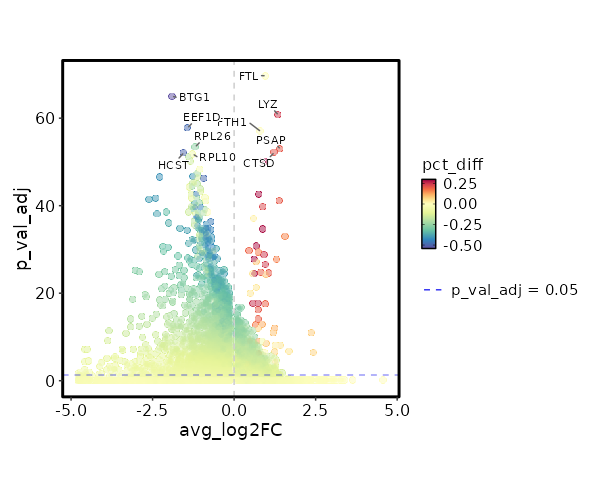 FTL
BTG1
LYZ
EEF1D
FTH1
RPL26
PSAP
HCST
RPL10
CTSD
p_val_adj
60
40
20
0
-5.0
-2.5
0.0
2.5
5.0
avg_log2FC
pct_diff
0.25
0.00
-0.25
-0.50
p_val_adj = 0.05